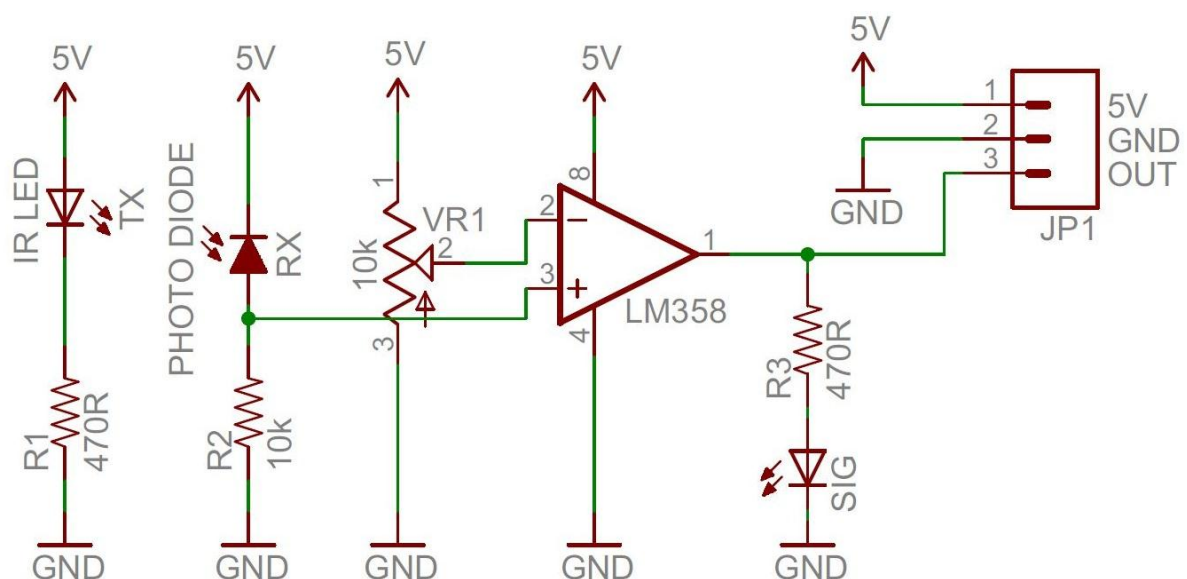 5V
5V
5V
5V
5V
IR LED
TX
PHOTO DIODE
RX
1
10k
VR1
2
3
2
3
8
4
1
LM358
1
2
3
5V
GND
OUT
JP1
GND
R1
470R
R2
10k
R3
470R
SIG
GND
GND
GND
GND
GND